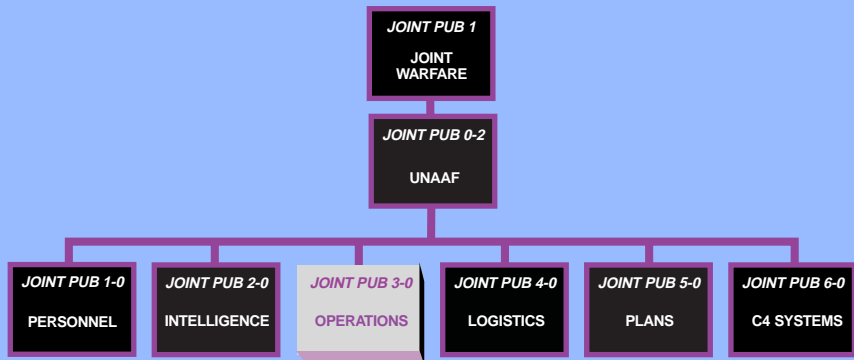 JOINT PUB 1
JOINT
WARFARE
JOINT PUB 0-2
UNAAF
JOINT PUB 1-0
PERSONNEL
JOINT PUB 2-0
INTELLIGENCE
JOINT PUB 3-0
OPERATIONS
JOINT PUB 4-0
LOGISTICS
JOINT PUB 5-0
PLANS
JOINT PUB 6-0
C4 SYSTEMS